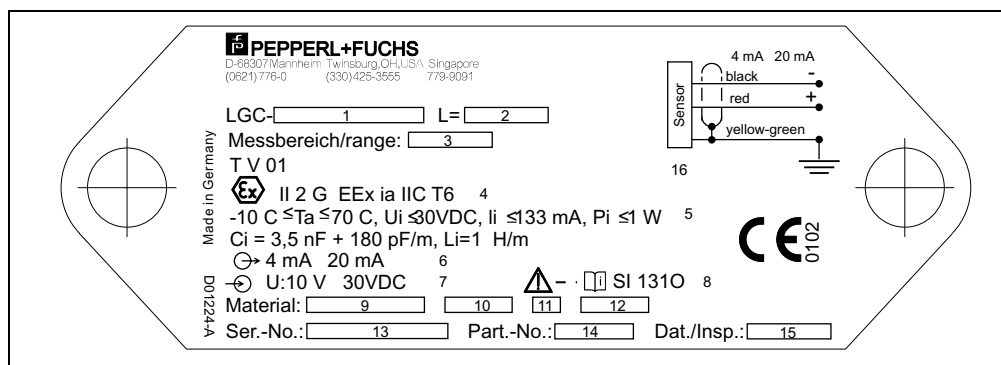 PEPPERL+FUCHS
D-68307 Mannheim Twinsburg,OH,USA Singapore
(0621) 776-0 (330)425-3555 779-9091
LGC- 1 L= 2
Messbereich/range: 3
T V 01
Ex II 2 G EEx ia IIC T6 4
-10 C ≤Ta ≤70 C, Ui ≤30VDC, Ii ≤133 mA, Pi ≤1 W 5
Ci = 3,5 nF + 180 pF/m, Li=1 H/m
4 mA 20 mA 6
U:10 V 30VDC 7
SI 131O 8
Material: 9 10 11 12
Ser.-No.: 13 Part.-No.: 14 Dat./Insp.: 15
Made in Germany
D01224-A
4 mA 20 mA
Sensor
black -
red +
yellow-green
16
CE 0102